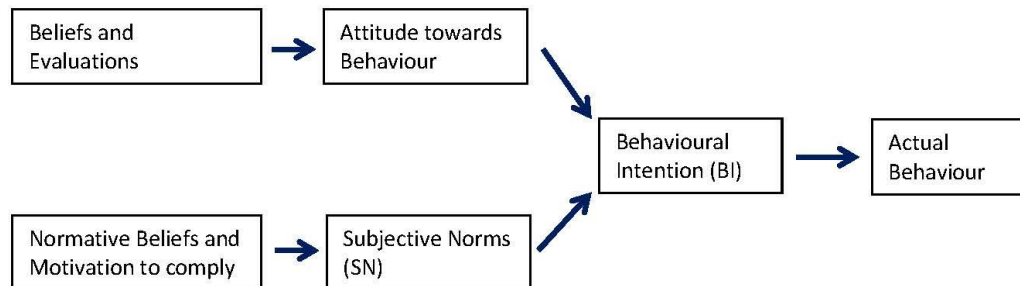 Beliefs and
Evaluations
Attitude towards
Behaviour
Behavioural
Intention (BI)
Actual
Behaviour
Normative Beliefs and
Motivation to comply
Subjective Norms
(SN)